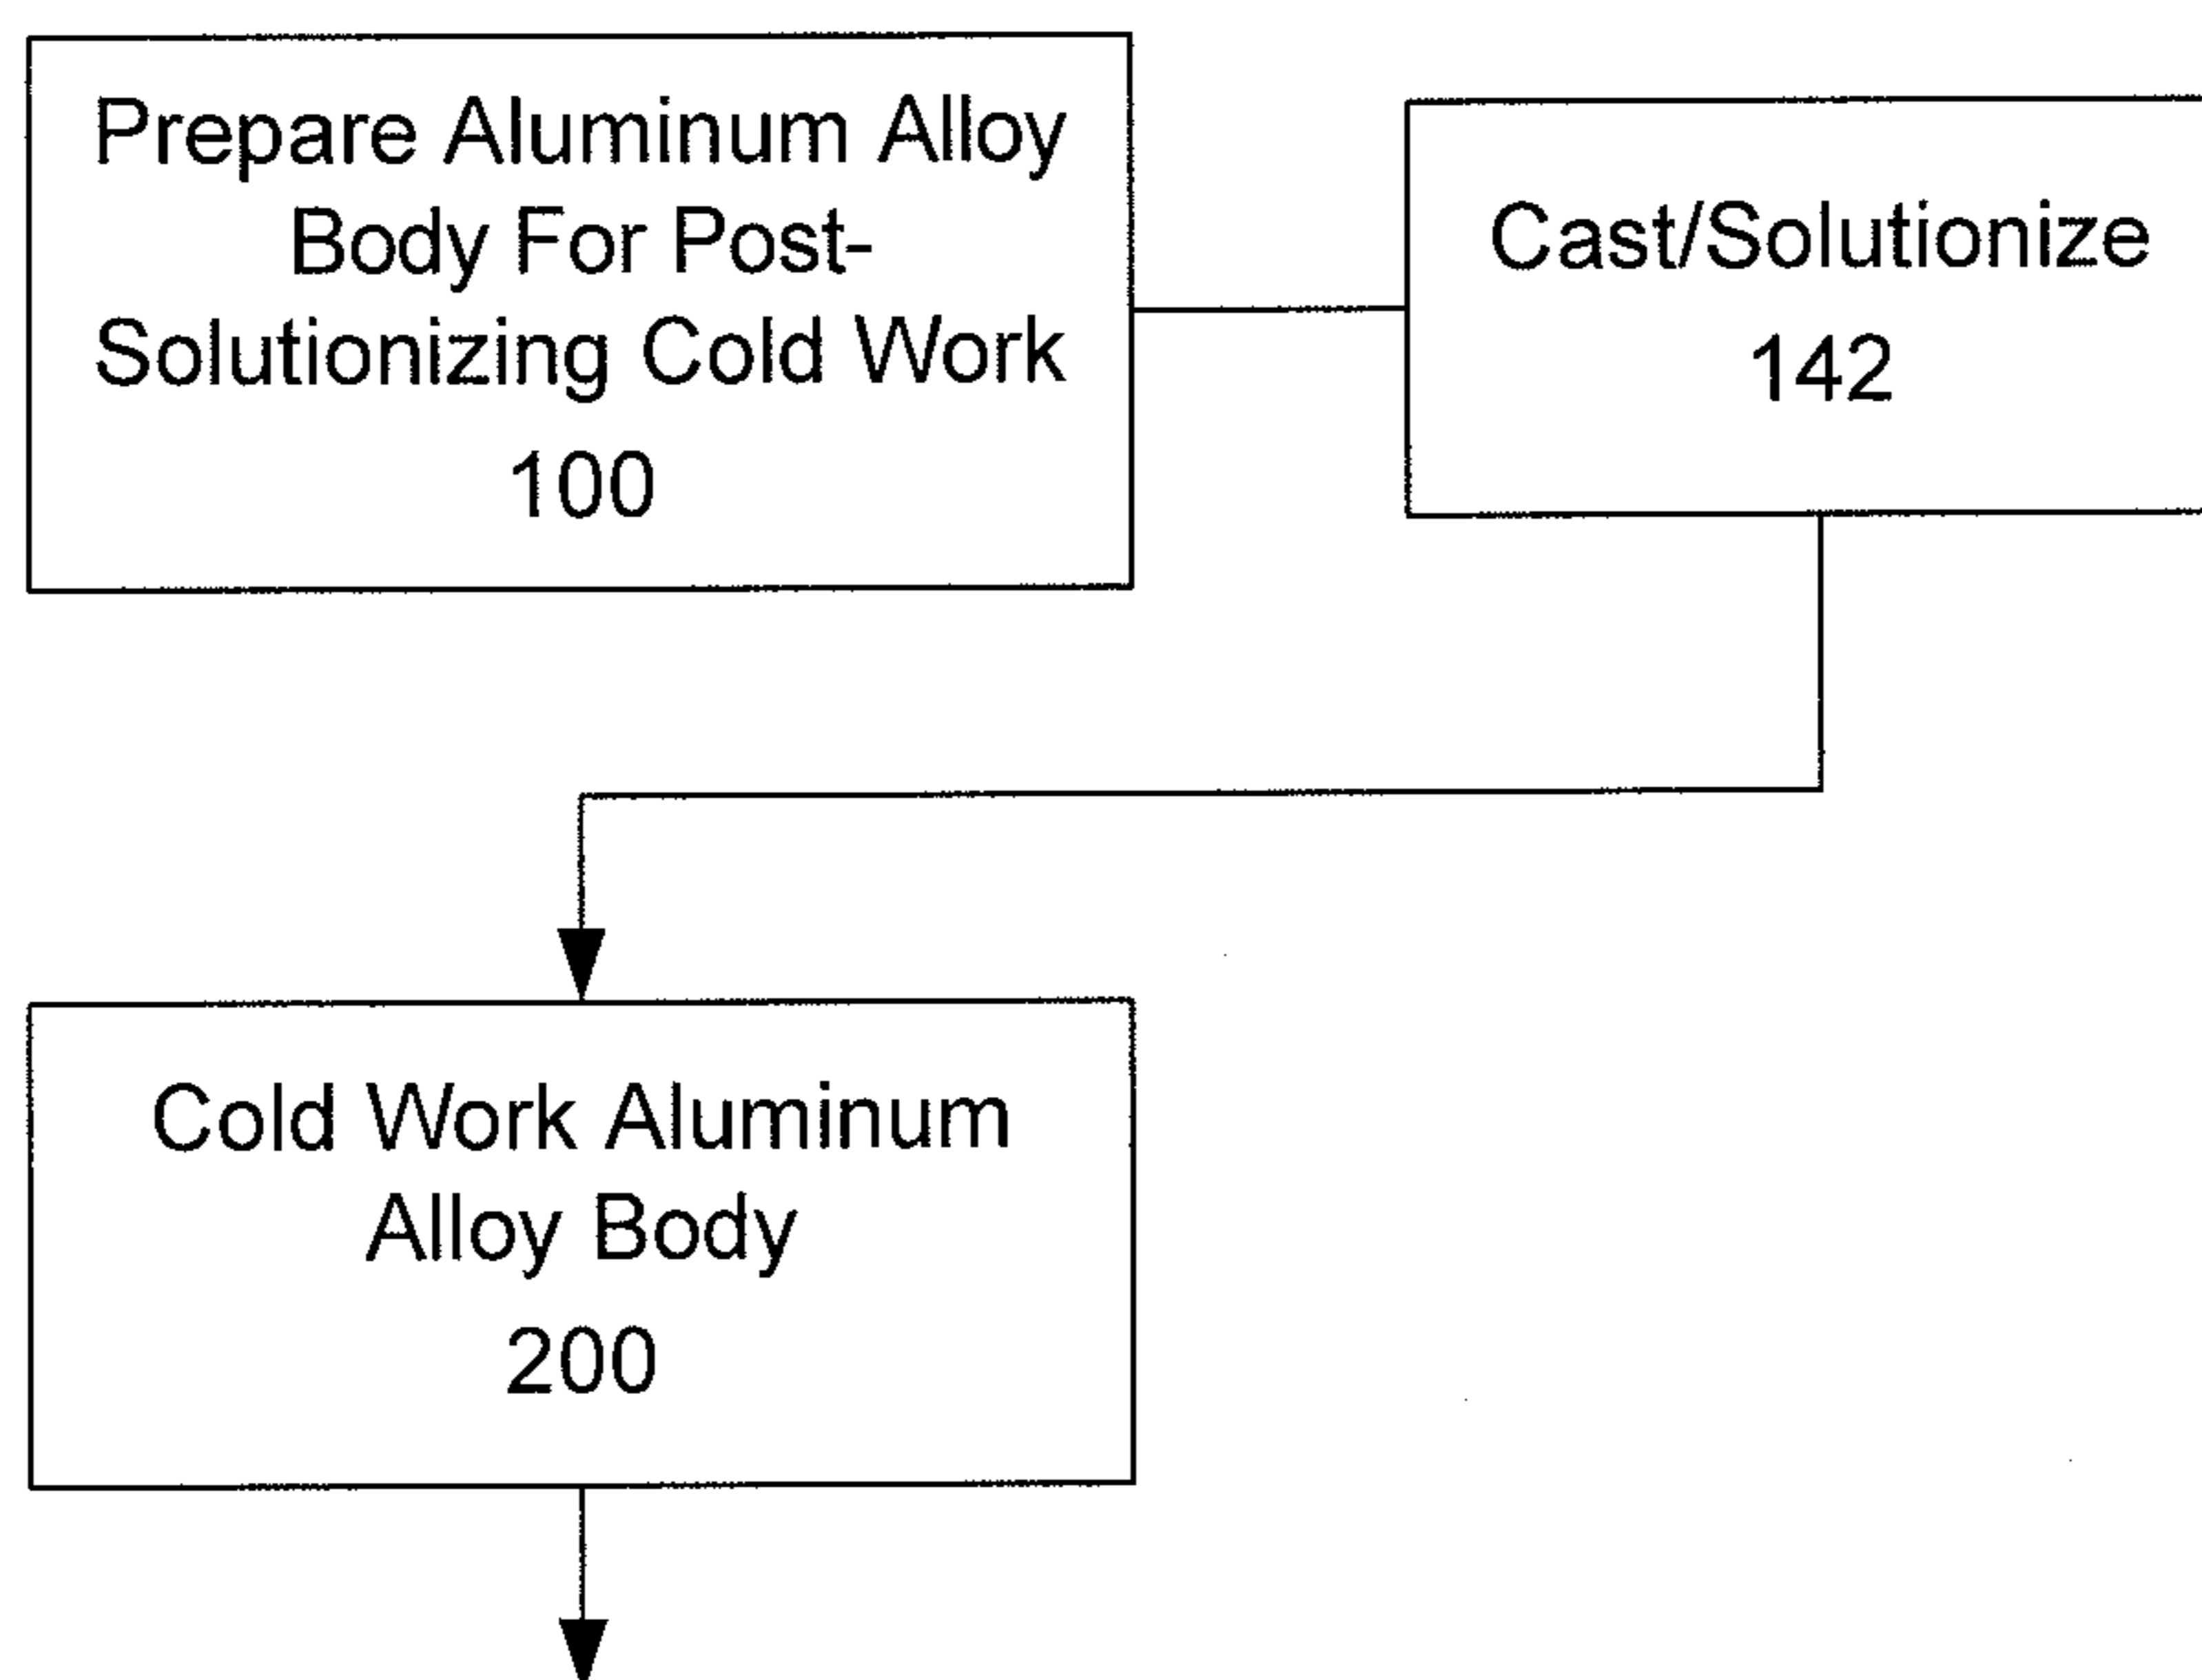 Prepare Aluminum Alloy
Body For Post-
Solutionizing Cold Work
100
Cast/Solutionize
142
Cold Work Aluminum
Alloy Body
200